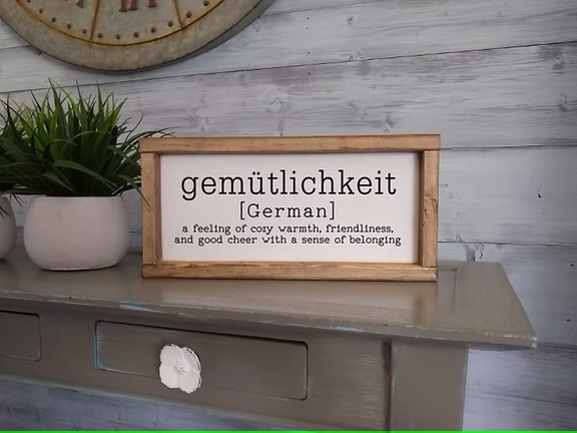 gemütlichkeit
[German]
a feeling of cozy warmth, friendliness,
and good cheer with a sense of belonging